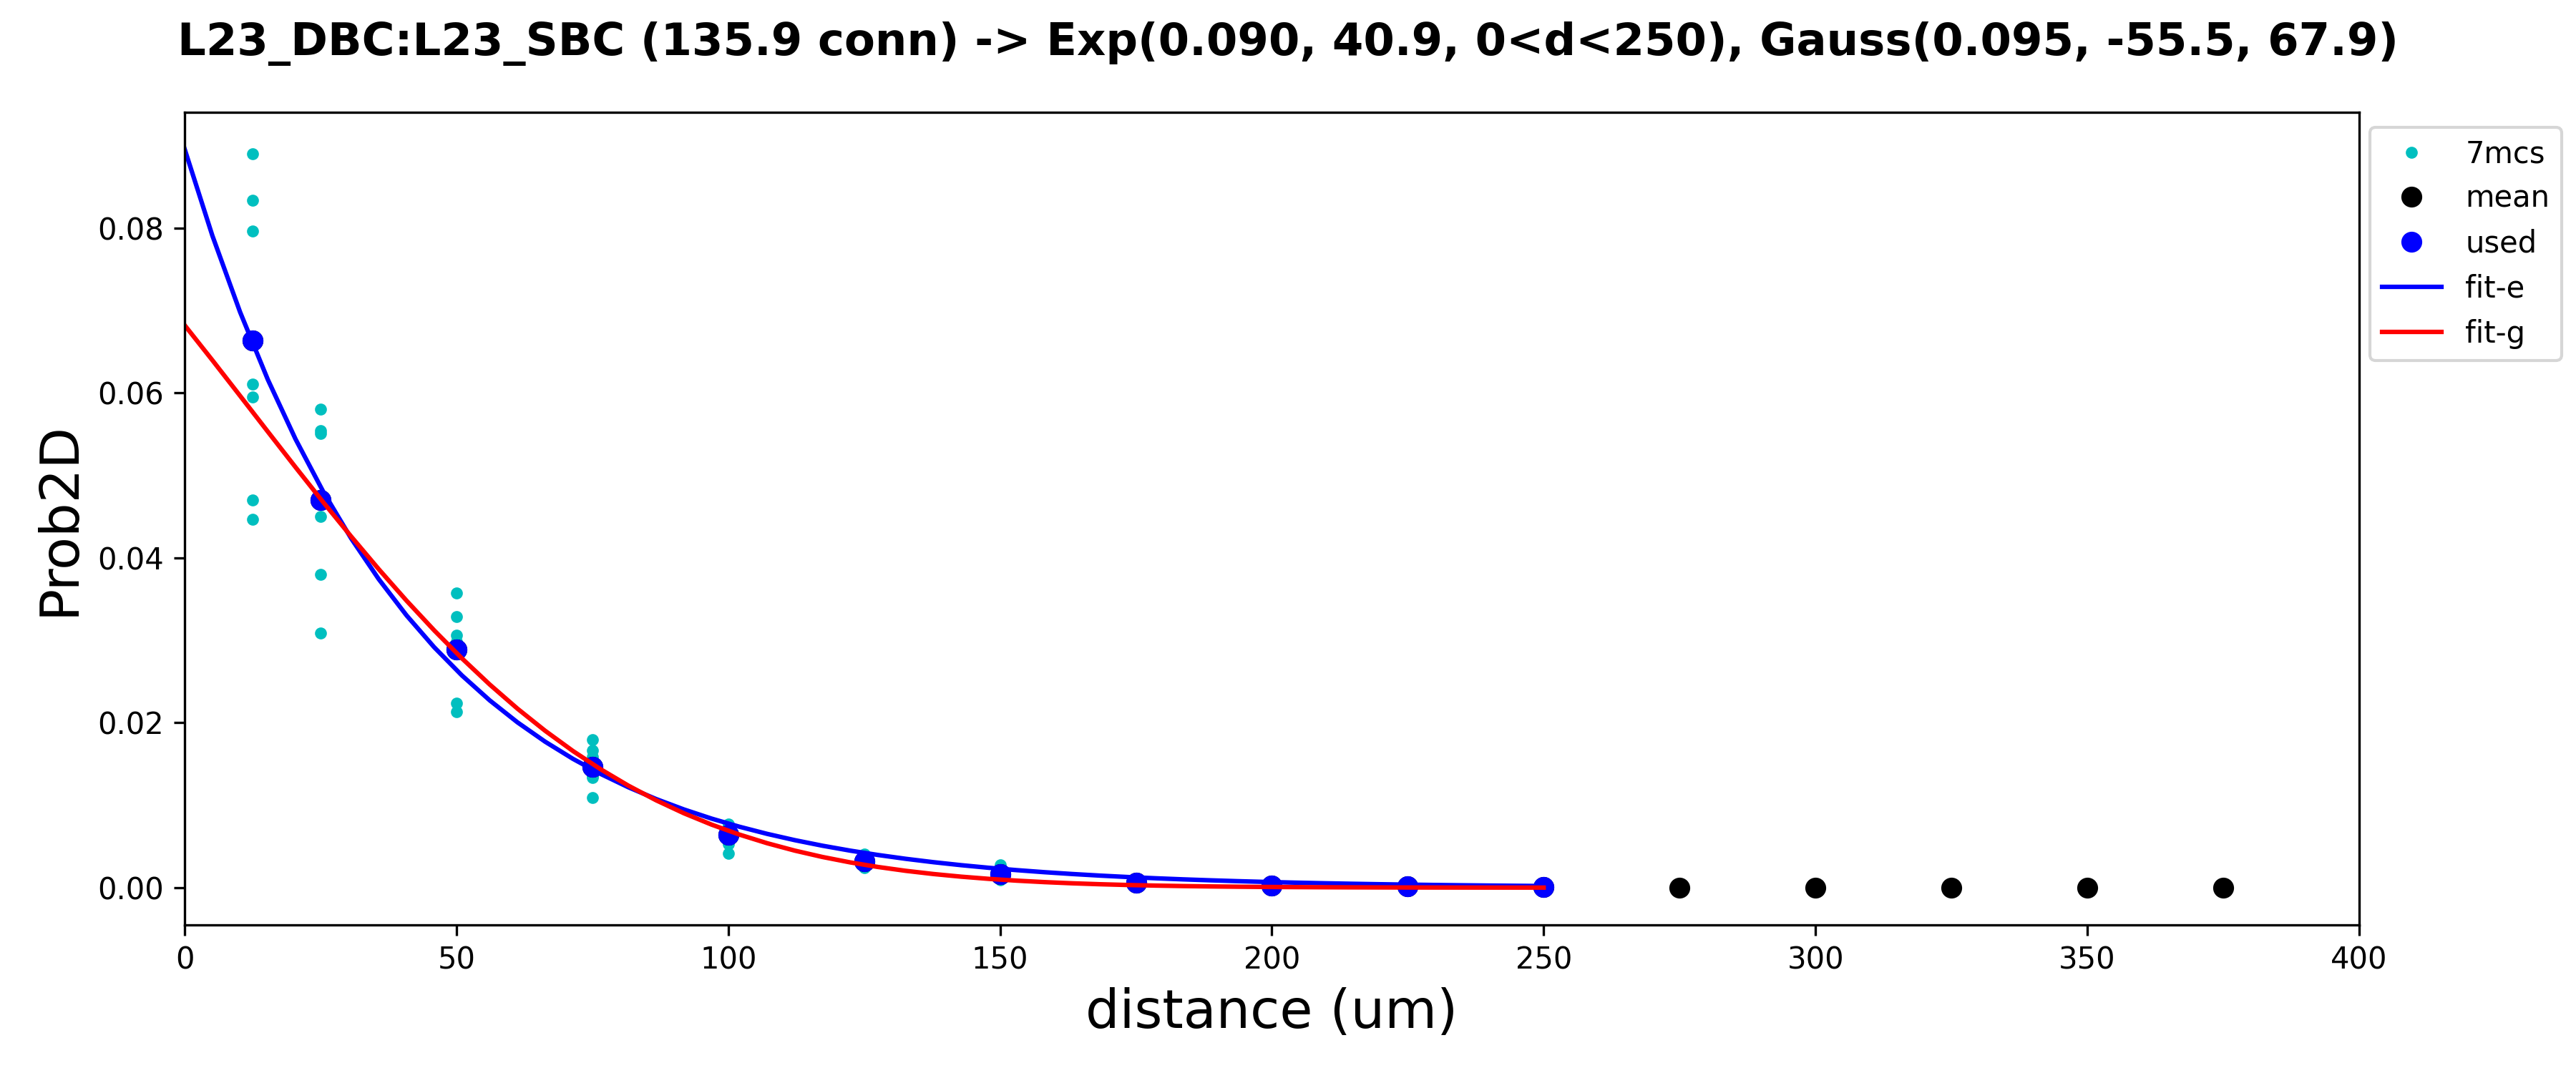 L23_DBC:L23_SBC (135.9 conn) -> Exp(0.090, 40.9, 0<d<250), Gauss(0.095, -55.5, 67.9)
7mcs
mean
used
fit-e
fit-g
Prob2D
0.08
0.06
0.04
0.02
0.00
0 50 100 150 200 250 300 350 400
distance (um)